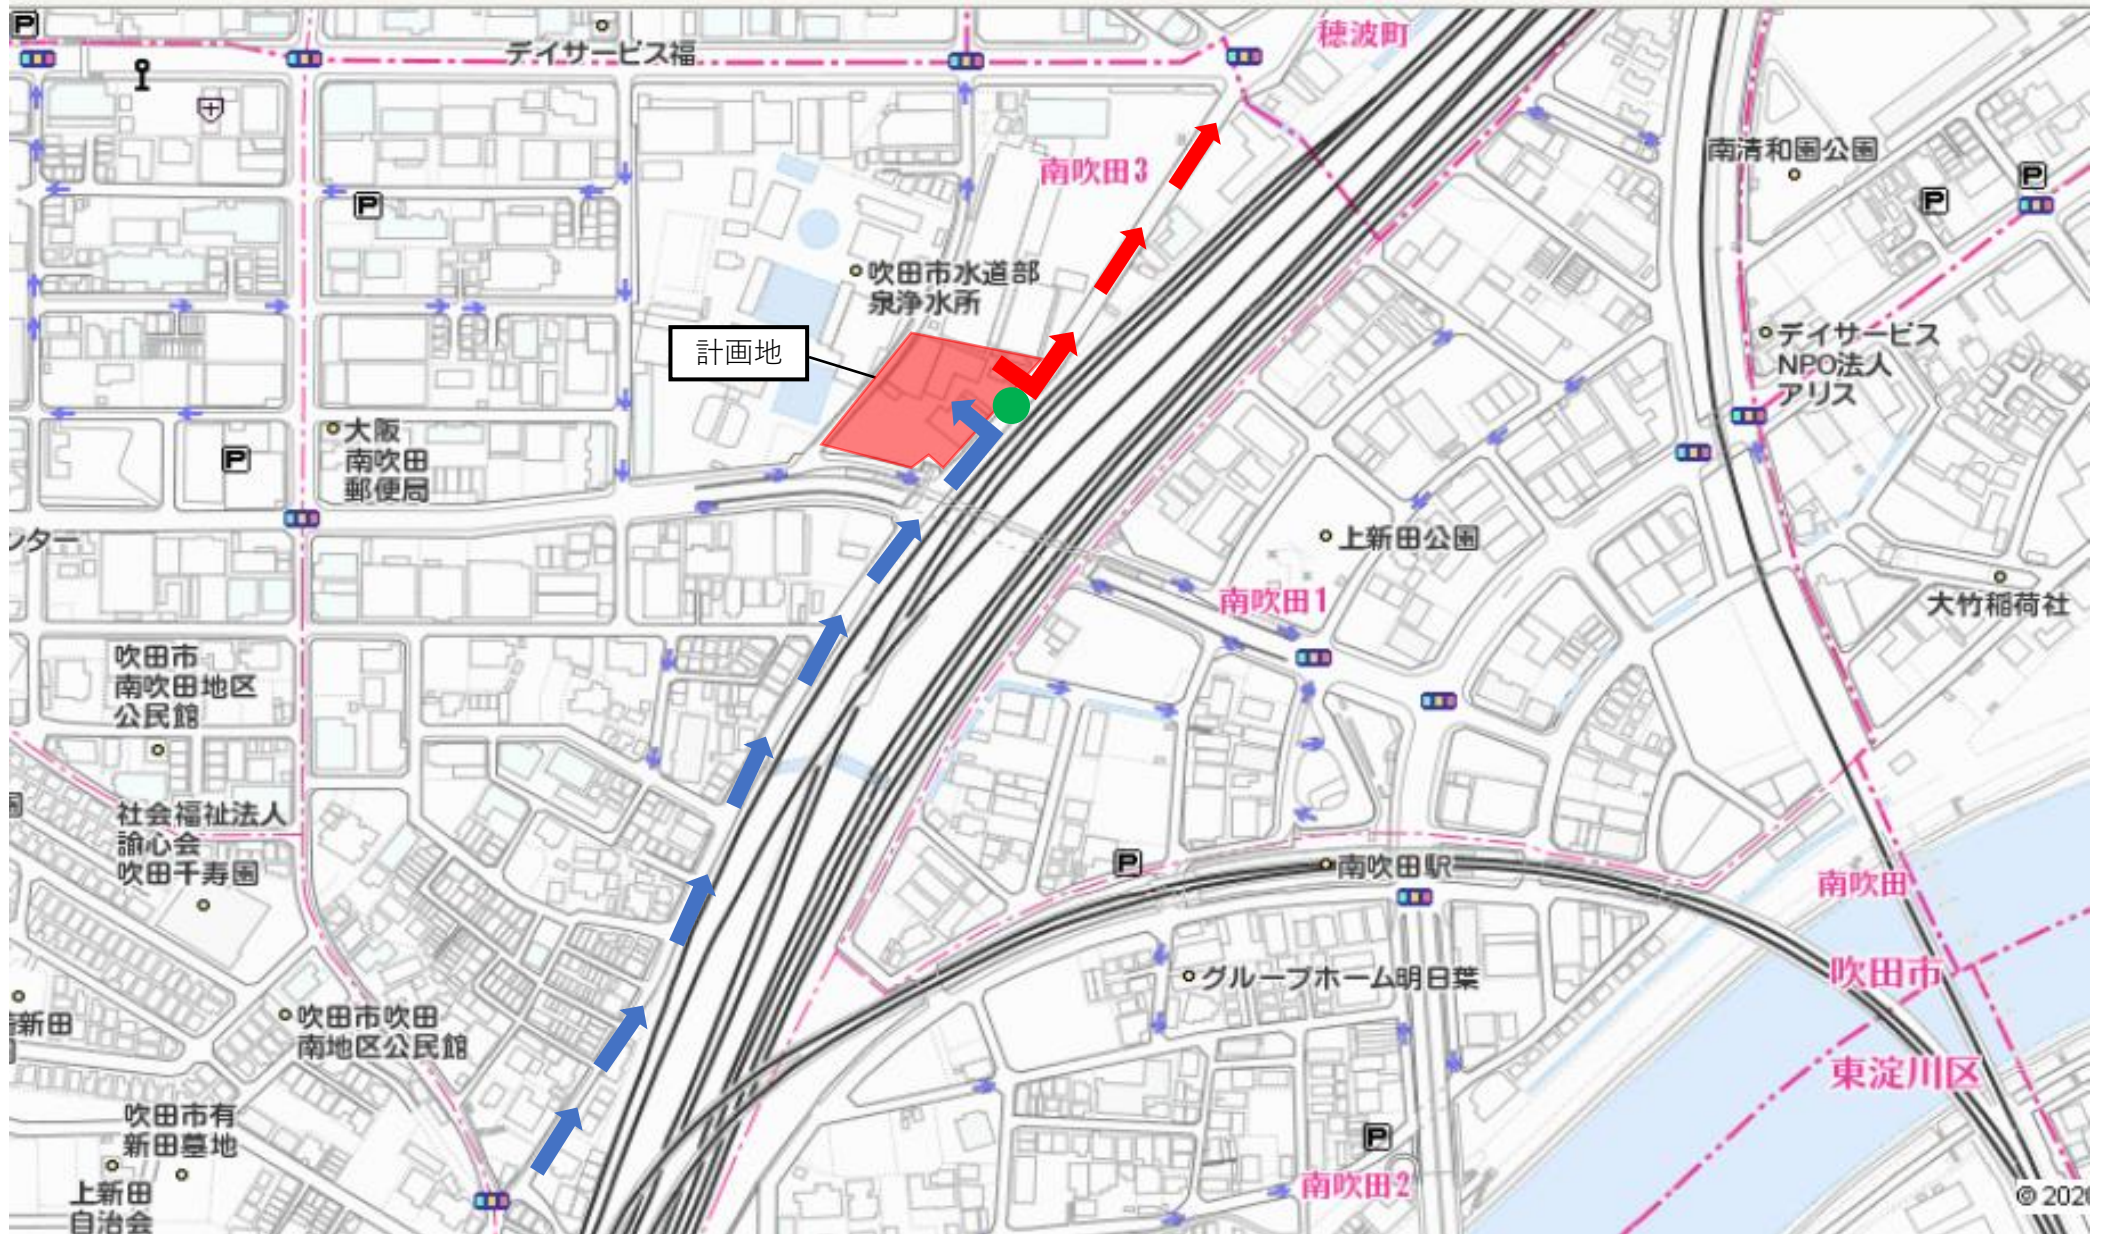 P
デイサービス福
穂波町
南吹田3
南清和園公園
P
P
P
吹田市水道部
泉浄水所
計画地
デイサービス
NPO法人
アリス
大阪
南吹田
郵便局
P
ンター
上新田公園
南吹田1
大竹稲荷社
吹田市
南吹田地区
公民館
社会福祉法人
諭心会
吹田千寿園
P
南吹田駅
南吹田
吹田市
グループホーム明日葉
新田
吹田市吹田
南地区公民館
東淀川区
吹田市有
新田墓地
P
上新田
自治会
南吹田2
© 202